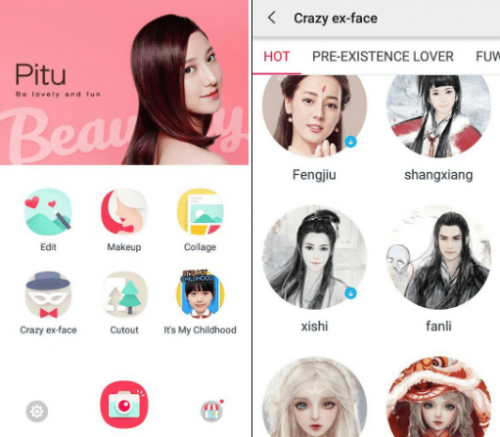 Pitu
Be lovely and fun
Beauty
Edit
Makeup
Collage
Crazy ex-face
Cutout
It's My Childhood
Crazy ex-face
HOT
PRE-EXISTENCE LOVER
FUW
Fengjiu
shangxiang
xishi
fanli